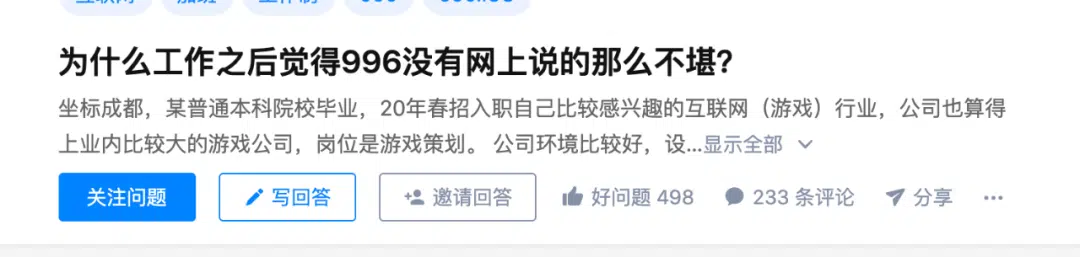 为什么工作之后觉得996没有网上说的那么不堪?
坐标成都，某普通本科院校毕业，20年春招入职自己比较感兴趣的互联网（游戏）行业，公司也算得
上业内比较大的游戏公司，岗位是游戏策划。 公司环境比较好，设...显示全部
关注问题 写回答 邀请回答 好问题 498 233 条评论 分享 ...